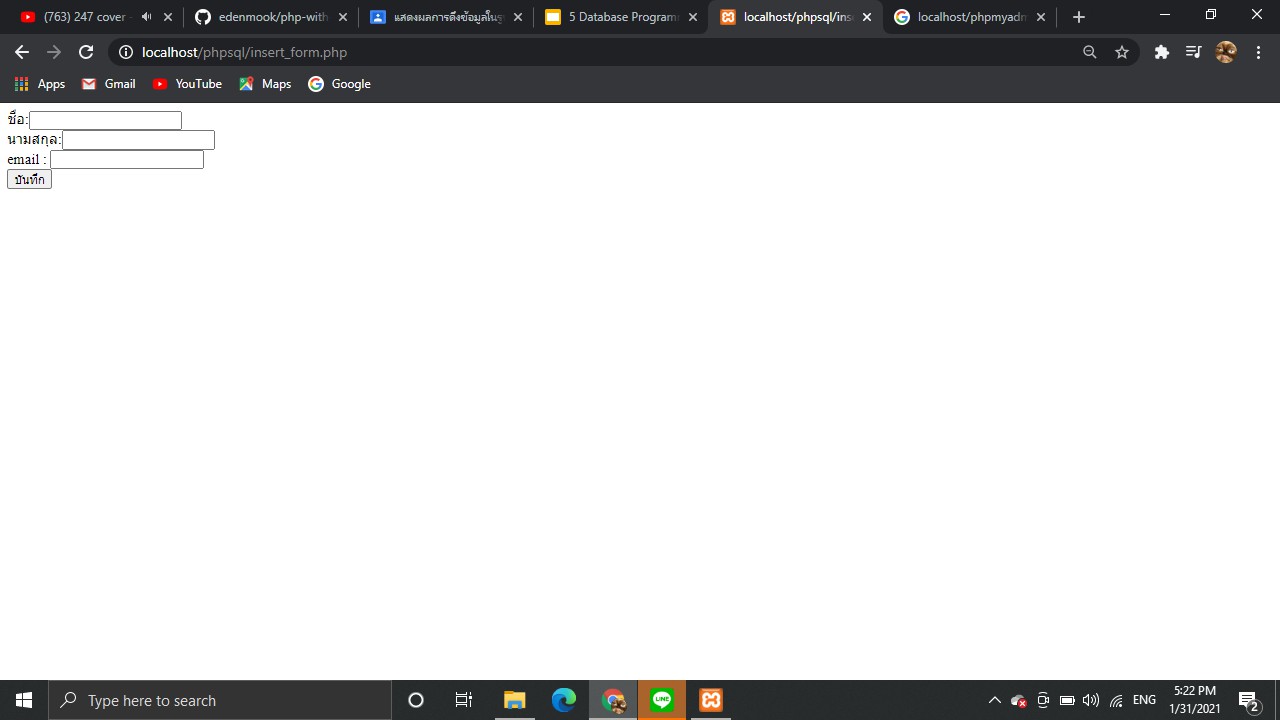 (763) 247 cover
edenmook/php-with
แสดงผลการดึงข้อมูลในรู
5 Database Program
localhost/phpsql/ins
localhost/phpmyadm
localhost/phpsql/insert_form.php
Apps Gmail YouTube Maps Google
ชื่อ:
นามสกุล:
email :
บันทึก
Type here to search
LINE
ENG
5:22 PM
1/31/2021
2